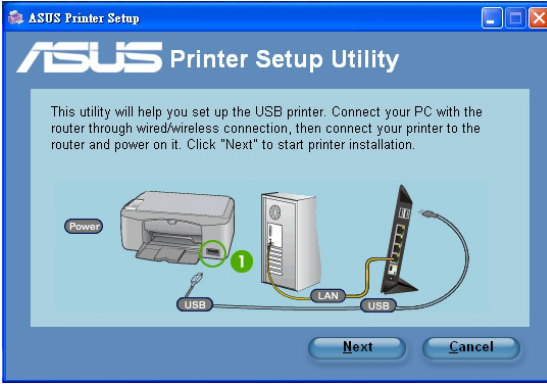 ASUS Printer Setup
ASUS Printer Setup Utility
This utility will help you set up the USB printer. Connect your PC with the
router through wired/wireless connection, then connect your printer to the
router and power on it. Click "Next" to start printer installation.
Power
1
USB
LAN
USB
Next
Cancel